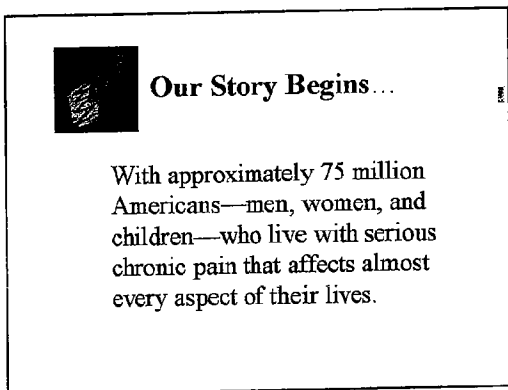 Our Story Begins...
With approximately 75 million
Americans—men, women, and
children—who live with serious
chronic pain that affects almost
every aspect of their lives.